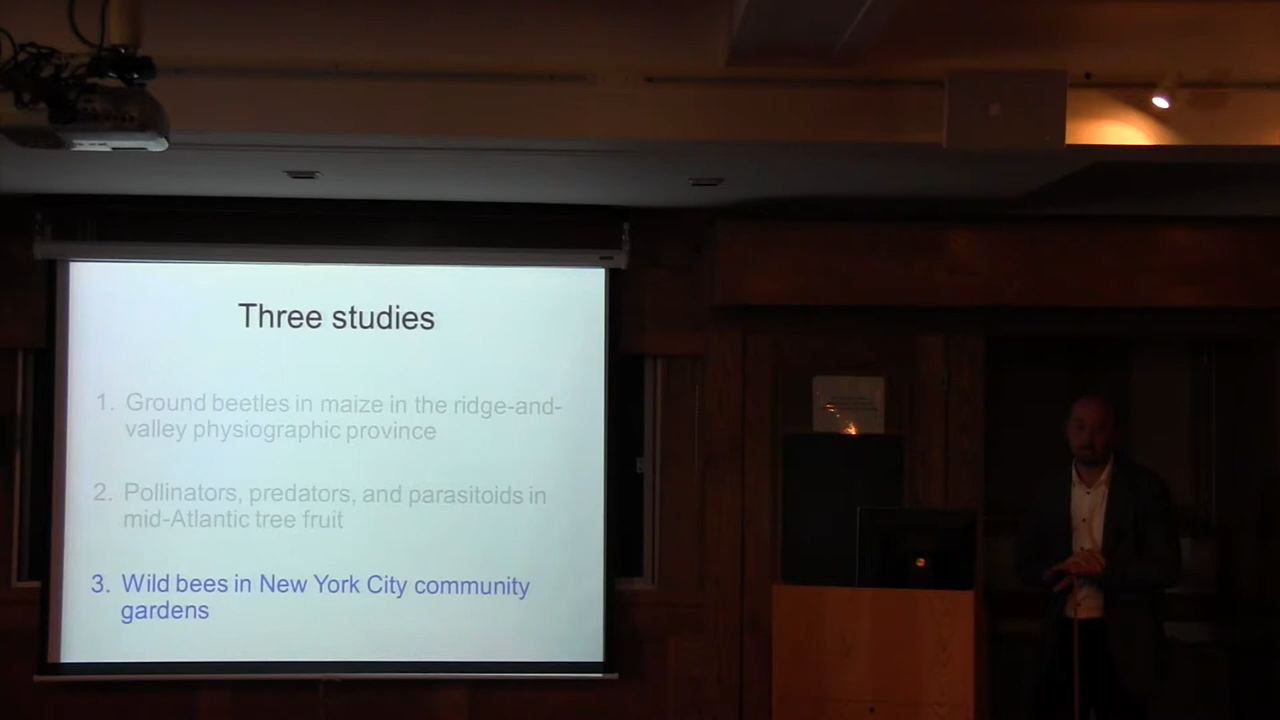 Three studies
1. Ground beetles in maize in the ridge-and-
valley physiographic province
2. Pollinators, predators, and parasitoids in
mid-Atlantic tree fruit
3. Wild bees in New York City community
gardens